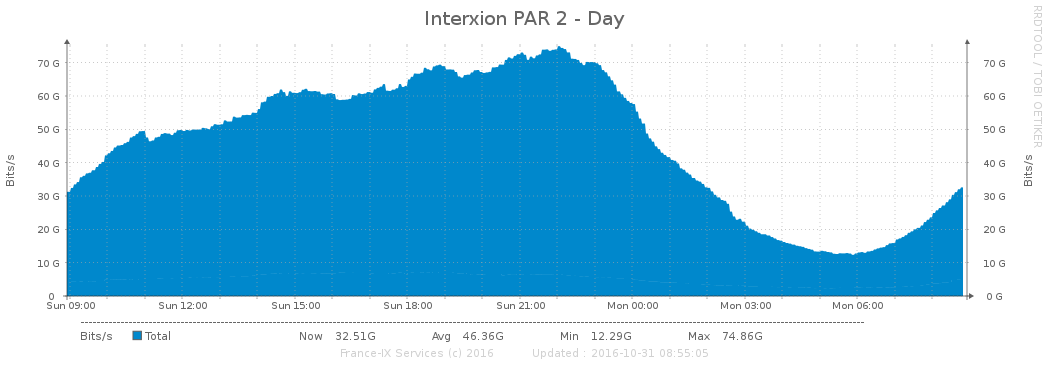 Interxion PAR 2 - Day
RRDTOOL / TOBI OETIKER
Bits/s
70 G 70 G
60 G 60 G
50 G 50 G
40 G 40 G
30 G 30 G
20 G 20 G
10 G 10 G
0 0 G
Bits/s
Sun 09:00 Sun 12:00 Sun 15:00 Sun 18:00 Sun 21:00 Mon 00:00 Mon 03:00 Mon 06:00
Bits/s Total Now 32.51G Avg 46.36G Min 12.29G Max 74.86G
France-IX Services (c) 2016 Updated : 2016-10-31 08:55:05